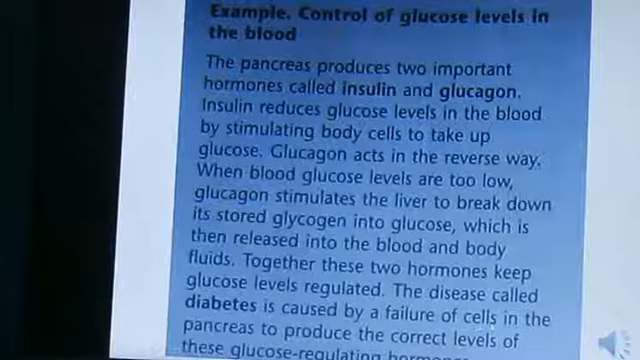 Example. Control of glucose levels in
the blood
The pancreas produces two important
hormones called insulin and glucagon.
Insulin reduces glucose levels in the blood
by stimulating body cells to take up
glucose. Glucagon acts in the reverse way.
When blood glucose levels are too low,
glucagon stimulates the liver to break down
its stored glycogen into glucose, which is
then released into the blood and body
fluids. Together these two hormones keep
glucose levels regulated. The disease called
diabetes is caused by a failure of cells in the
pancreas to produce the correct levels of
these glucose-regulating hormones